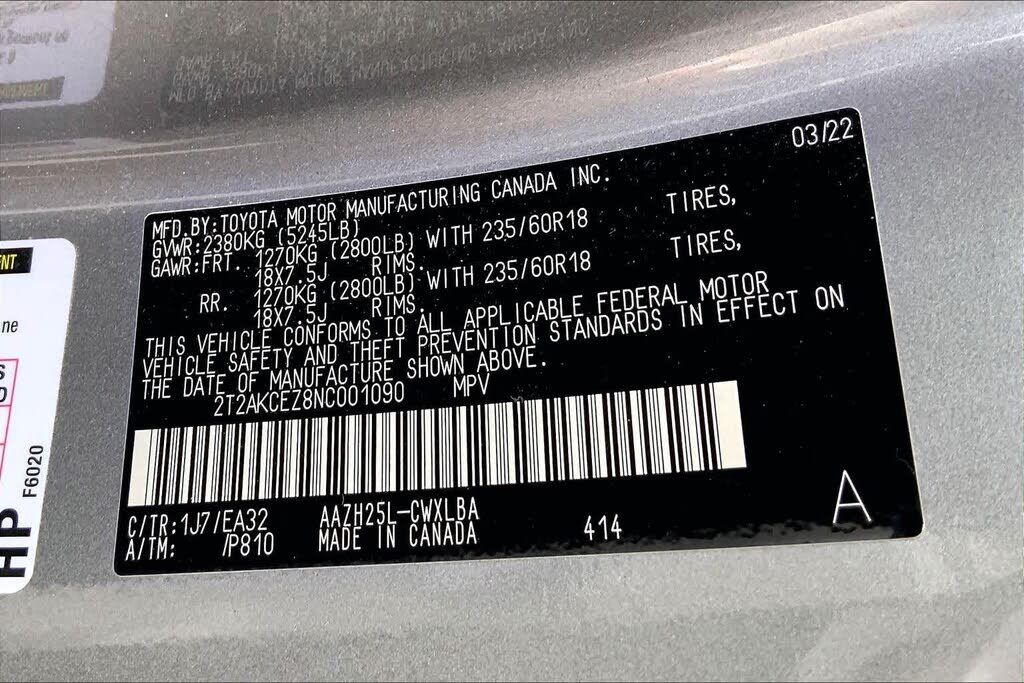 03/22
MFD.BY:TOYOTA MOTOR MANUFACTURING CANADA INC.
GVWR:2380KG (5245LB)
GAWR:FRT. 1270KG (2800LB) WITH 235/60R18 TIRES,
18X7.5J RIMS.
RR. 1270KG (2800LB) WITH 235/60R18 TIRES,
18X7.5J RIMS.
THIS VEHICLE CONFORMS TO ALL APPLICABLE FEDERAL MOTOR
VEHICLE SAFETY AND THEFT PREVENTION STANDARDS IN EFFECT ON
THE DATE OF MANUFACTURE SHOWN ABOVE.
2T2AKCEZ8NC001090 MPV
C/TR:1J7/EA32 AAZH25L-CWXLBA
A/TM: /P810 MADE IN CANADA 414
A
F6020
HP